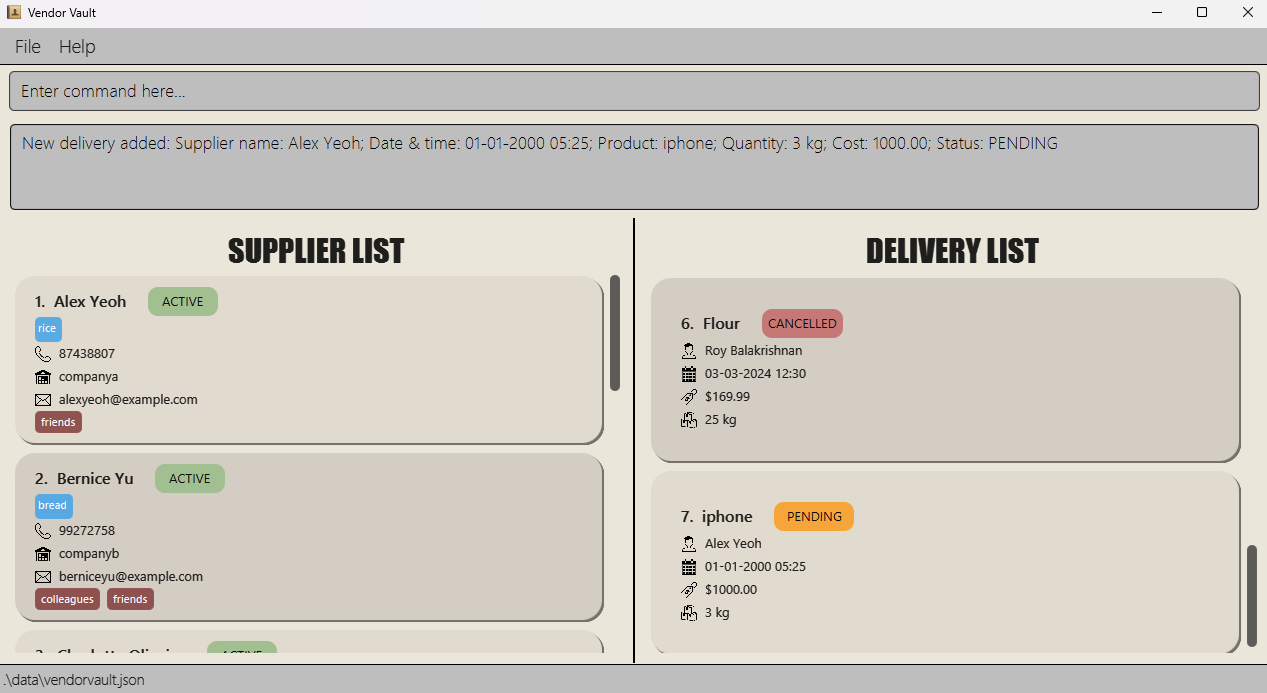 Vendor Vault
File Help
Enter command here...
New delivery added: Supplier name: Alex Yeoh; Date & time: 01-01-2000 05:25; Product: iphone; Quantity: 3 kg; Cost: 1000.00; Status: PENDING
SUPPLIER LIST
1. Alex Yeoh ACTIVE
rice
87438807
companya
alexyeoh@example.com
friends
2. Bernice Yu ACTIVE
bread
99272758
companyb
berniceyu@example.com
colleagues friends
DELIVERY LIST
6. Flour CANCELLED
Roy Balakrishnan
03-03-2024 12:30
$169.99
25 kg
7. iphone PENDING
Alex Yeoh
01-01-2000 05:25
$1000.00
3 kg
.\data\vendorvault.json